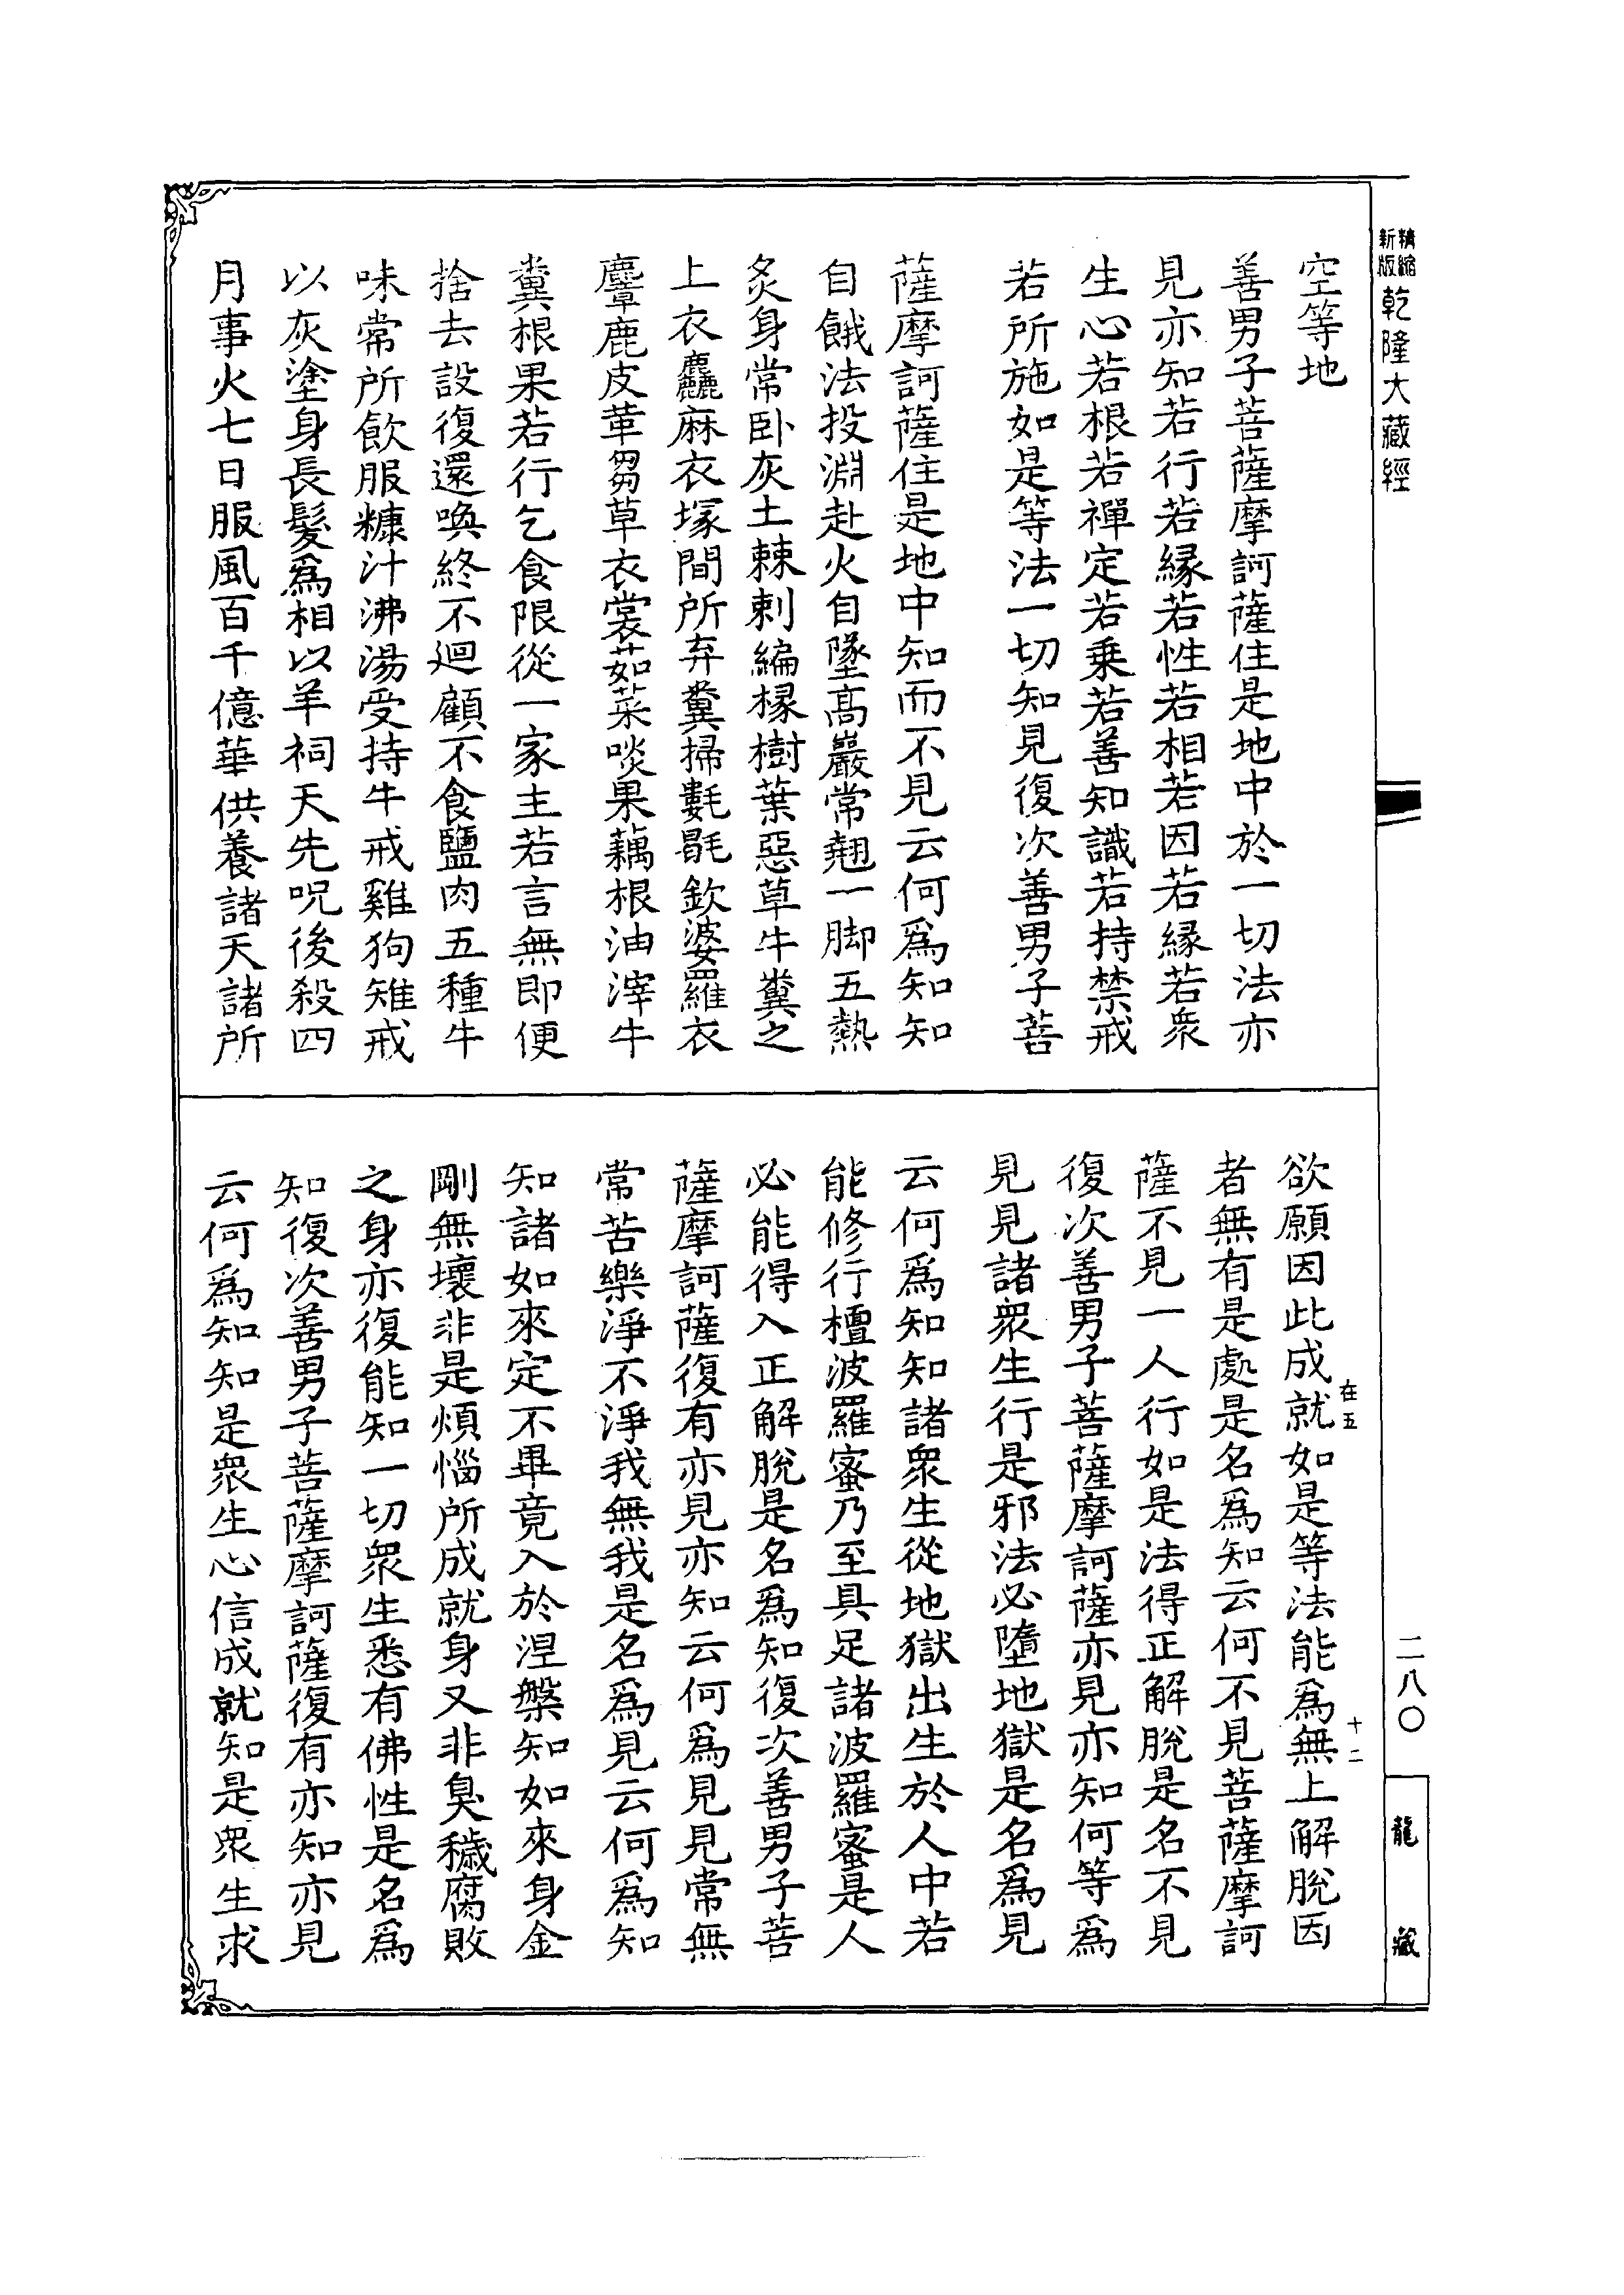 精縮
新版
乾隆大藏經
空等地
善男子菩薩摩訶薩住是地中於一切法亦
見亦知若行若緣若性若相若因若緣若衆
生心若根若禪定若乗若善知識若持禁戒
若所施如是等法一切知見復次善男子菩
薩摩訶薩住是地中知而不見云何爲知知
自餓法投淵赴火自墜高巖常翹一脚五熱
炙身常卧灰土棘刺編椽樹葉惡草牛糞之
上衣麤麻衣塚間所弃糞掃氀毼欽婆羅衣
麞鹿皮革芻草衣裳茹菜啖果藕根油滓牛
糞根果若行乞食限從一家主若言無即便
捨去設復還喚終不迴顧不食鹽肉五種牛
味常所飲服糠汁沸湯受持牛戒雞狗雉戒
以灰塗身長髮爲相以羊祠天先呪後殺四
月事火七日服風百千億華供養諸天諸所
欲願因此成就如是等法能爲無上解脫因
者無有是處是名爲知云何不見菩薩摩訶
薩不見一人行如是法得正解脫是名不見
復次善男子菩薩摩訶薩亦見亦知何等爲
見見諸衆生行是邪法必墮地獄是名爲見
云何爲知知諸衆生從地獄出生於人中若
能修行檀波羅蜜乃至具足諸波羅蜜是人
必能得入正解脫是名爲知復次善男子菩
薩摩訶薩復有亦見亦知云何爲見見常無
常苦樂淨不淨我無我是名爲見云何爲知
知諸如來定不畢竟入於涅槃知如來身金
剛無壞非是煩惱所成就身又非臭穢腐敗
之身亦復能知一切衆生悉有佛性是名爲
知復次善男子菩薩摩訶薩復有亦知亦見
云何爲知知是衆生心信成就知是衆生求
在五
十二
二八〇
龍藏